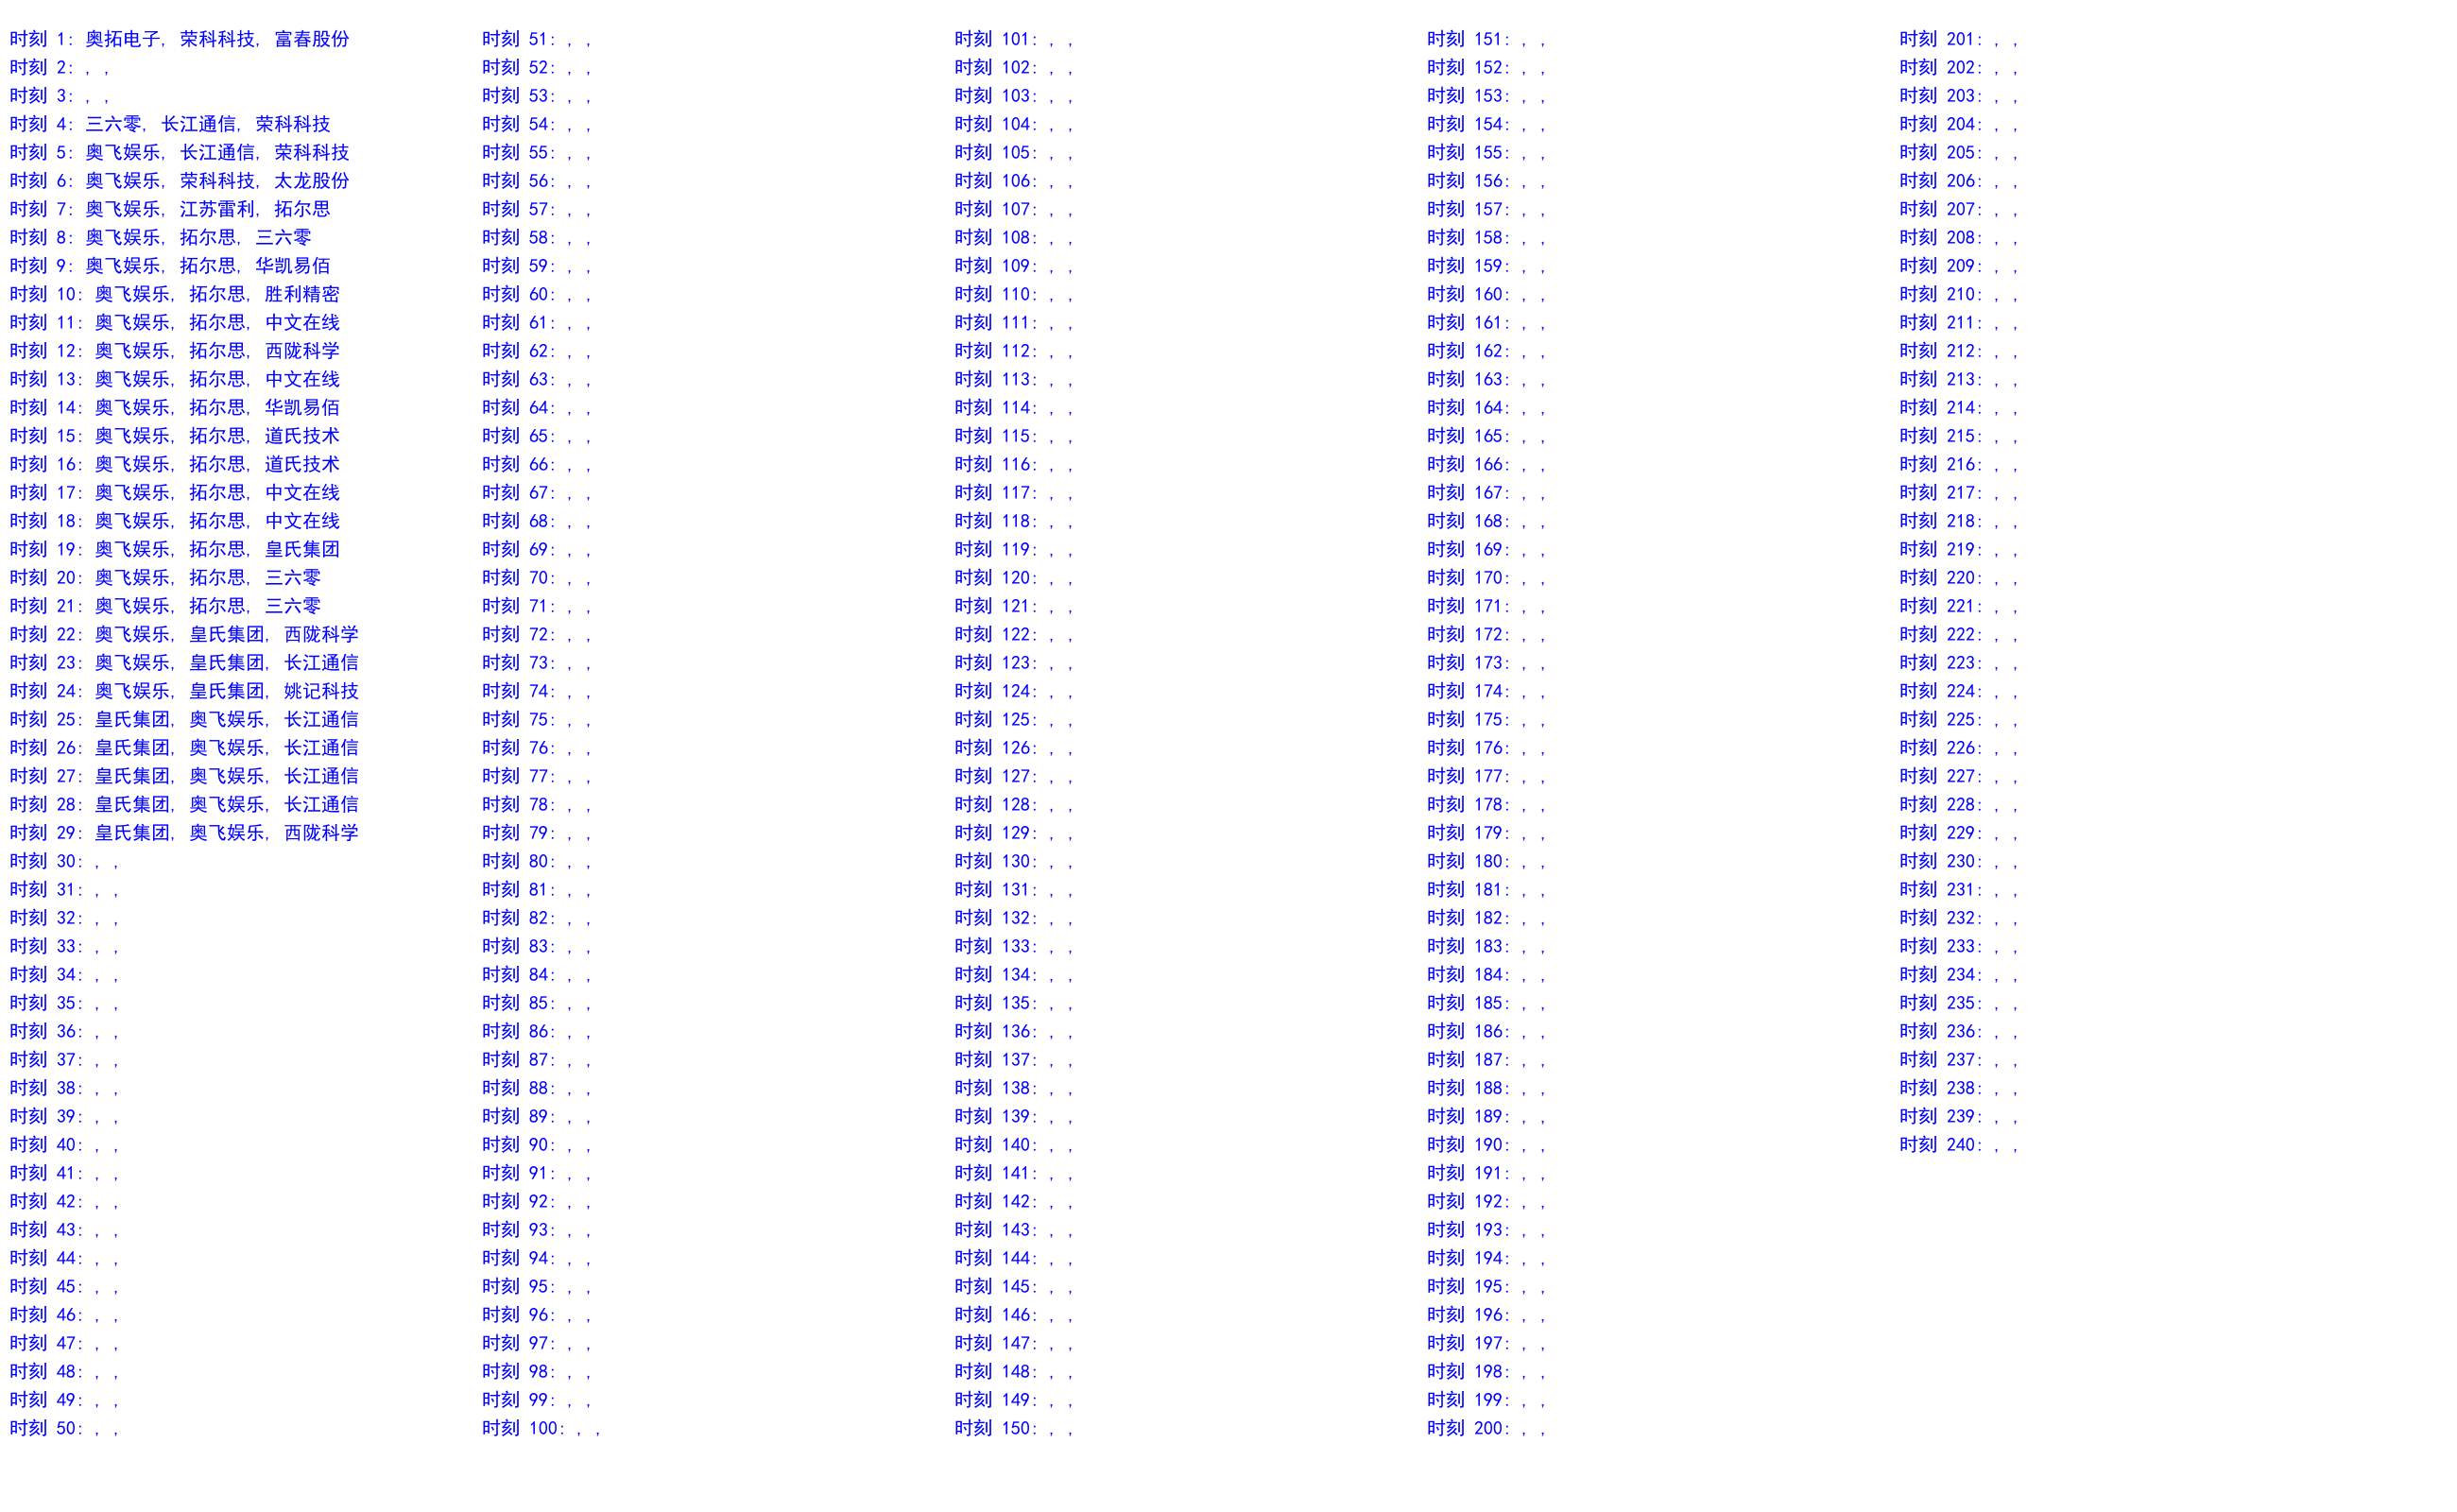 时刻 1: 奥拓电子, 荣科科技, 富春股份
时刻 2: , ,
时刻 3: , ,
时刻 4: 三六零, 长江通信, 荣科科技
时刻 5: 奥飞娱乐, 长江通信, 荣科科技
时刻 6: 奥飞娱乐, 荣科科技, 太龙股份
时刻 7: 奥飞娱乐, 江苏雷利, 拓尔思
时刻 8: 奥飞娱乐, 拓尔思, 三六零
时刻 9: 奥飞娱乐, 拓尔思, 华凯易佰
时刻 10: 奥飞娱乐, 拓尔思, 胜利精密
时刻 11: 奥飞娱乐, 拓尔思, 中文在线
时刻 12: 奥飞娱乐, 拓尔思, 西陇科学
时刻 13: 奥飞娱乐, 拓尔思, 中文在线
时刻 14: 奥飞娱乐, 拓尔思, 华凯易佰
时刻 15: 奥飞娱乐, 拓尔思, 道氏技术
时刻 16: 奥飞娱乐, 拓尔思, 道氏技术
时刻 17: 奥飞娱乐, 拓尔思, 中文在线
时刻 18: 奥飞娱乐, 拓尔思, 中文在线
时刻 19: 奥飞娱乐, 拓尔思, 皇氏集团
时刻 20: 奥飞娱乐, 拓尔思, 三六零
时刻 21: 奥飞娱乐, 拓尔思, 三六零
时刻 22: 奥飞娱乐, 皇氏集团, 西陇科学
时刻 23: 奥飞娱乐, 皇氏集团, 长江通信
时刻 24: 奥飞娱乐, 皇氏集团, 姚记科技
时刻 25: 皇氏集团, 奥飞娱乐, 长江通信
时刻 26: 皇氏集团, 奥飞娱乐, 长江通信
时刻 27: 皇氏集团, 奥飞娱乐, 长江通信
时刻 28: 皇氏集团, 奥飞娱乐, 长江通信
时刻 29: 皇氏集团, 奥飞娱乐, 西陇科学
时刻 30: , ,
时刻 31: , ,
时刻 32: , ,
时刻 33: , ,
时刻 34: , ,
时刻 35: , ,
时刻 36: , ,
时刻 37: , ,
时刻 38: , ,
时刻 39: , ,
时刻 40: , ,
时刻 41: , ,
时刻 42: , ,
时刻 43: , ,
时刻 44: , ,
时刻 45: , ,
时刻 46: , ,
时刻 47: , ,
时刻 48: , ,
时刻 49: , ,
时刻 50: , ,
时刻 51: , ,
时刻 52: , ,
时刻 53: , ,
时刻 54: , ,
时刻 55: , ,
时刻 56: , ,
时刻 57: , ,
时刻 58: , ,
时刻 59: , ,
时刻 60: , ,
时刻 61: , ,
时刻 62: , ,
时刻 63: , ,
时刻 64: , ,
时刻 65: , ,
时刻 66: , ,
时刻 67: , ,
时刻 68: , ,
时刻 69: , ,
时刻 70: , ,
时刻 71: , ,
时刻 72: , ,
时刻 73: , ,
时刻 74: , ,
时刻 75: , ,
时刻 76: , ,
时刻 77: , ,
时刻 78: , ,
时刻 79: , ,
时刻 80: , ,
时刻 81: , ,
时刻 82: , ,
时刻 83: , ,
时刻 84: , ,
时刻 85: , ,
时刻 86: , ,
时刻 87: , ,
时刻 88: , ,
时刻 89: , ,
时刻 90: , ,
时刻 91: , ,
时刻 92: , ,
时刻 93: , ,
时刻 94: , ,
时刻 95: , ,
时刻 96: , ,
时刻 97: , ,
时刻 98: , ,
时刻 99: , ,
时刻 100: , ,
时刻 101: , ,
时刻 102: , ,
时刻 103: , ,
时刻 104: , ,
时刻 105: , ,
时刻 106: , ,
时刻 107: , ,
时刻 108: , ,
时刻 109: , ,
时刻 110: , ,
时刻 111: , ,
时刻 112: , ,
时刻 113: , ,
时刻 114: , ,
时刻 115: , ,
时刻 116: , ,
时刻 117: , ,
时刻 118: , ,
时刻 119: , ,
时刻 120: , ,
时刻 121: , ,
时刻 122: , ,
时刻 123: , ,
时刻 124: , ,
时刻 125: , ,
时刻 126: , ,
时刻 127: , ,
时刻 128: , ,
时刻 129: , ,
时刻 130: , ,
时刻 131: , ,
时刻 132: , ,
时刻 133: , ,
时刻 134: , ,
时刻 135: , ,
时刻 136: , ,
时刻 137: , ,
时刻 138: , ,
时刻 139: , ,
时刻 140: , ,
时刻 141: , ,
时刻 142: , ,
时刻 143: , ,
时刻 144: , ,
时刻 145: , ,
时刻 146: , ,
时刻 147: , ,
时刻 148: , ,
时刻 149: , ,
时刻 150: , ,
时刻 151: , ,
时刻 152: , ,
时刻 153: , ,
时刻 154: , ,
时刻 155: , ,
时刻 156: , ,
时刻 157: , ,
时刻 158: , ,
时刻 159: , ,
时刻 160: , ,
时刻 161: , ,
时刻 162: , ,
时刻 163: , ,
时刻 164: , ,
时刻 165: , ,
时刻 166: , ,
时刻 167: , ,
时刻 168: , ,
时刻 169: , ,
时刻 170: , ,
时刻 171: , ,
时刻 172: , ,
时刻 173: , ,
时刻 174: , ,
时刻 175: , ,
时刻 176: , ,
时刻 177: , ,
时刻 178: , ,
时刻 179: , ,
时刻 180: , ,
时刻 181: , ,
时刻 182: , ,
时刻 183: , ,
时刻 184: , ,
时刻 185: , ,
时刻 186: , ,
时刻 187: , ,
时刻 188: , ,
时刻 189: , ,
时刻 190: , ,
时刻 191: , ,
时刻 192: , ,
时刻 193: , ,
时刻 194: , ,
时刻 195: , ,
时刻 196: , ,
时刻 197: , ,
时刻 198: , ,
时刻 199: , ,
时刻 200: , ,
时刻 201: , ,
时刻 202: , ,
时刻 203: , ,
时刻 204: , ,
时刻 205: , ,
时刻 206: , ,
时刻 207: , ,
时刻 208: , ,
时刻 209: , ,
时刻 210: , ,
时刻 211: , ,
时刻 212: , ,
时刻 213: , ,
时刻 214: , ,
时刻 215: , ,
时刻 216: , ,
时刻 217: , ,
时刻 218: , ,
时刻 219: , ,
时刻 220: , ,
时刻 221: , ,
时刻 222: , ,
时刻 223: , ,
时刻 224: , ,
时刻 225: , ,
时刻 226: , ,
时刻 227: , ,
时刻 228: , ,
时刻 229: , ,
时刻 230: , ,
时刻 231: , ,
时刻 232: , ,
时刻 233: , ,
时刻 234: , ,
时刻 235: , ,
时刻 236: , ,
时刻 237: , ,
时刻 238: , ,
时刻 239: , ,
时刻 240: , ,